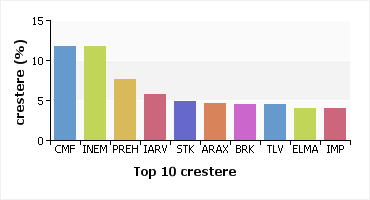 crestere (%)
15
10
5
0
CMF INEM PREH IARV STK ARAX BRK TLV ELMA IMP
Top 10 crestere